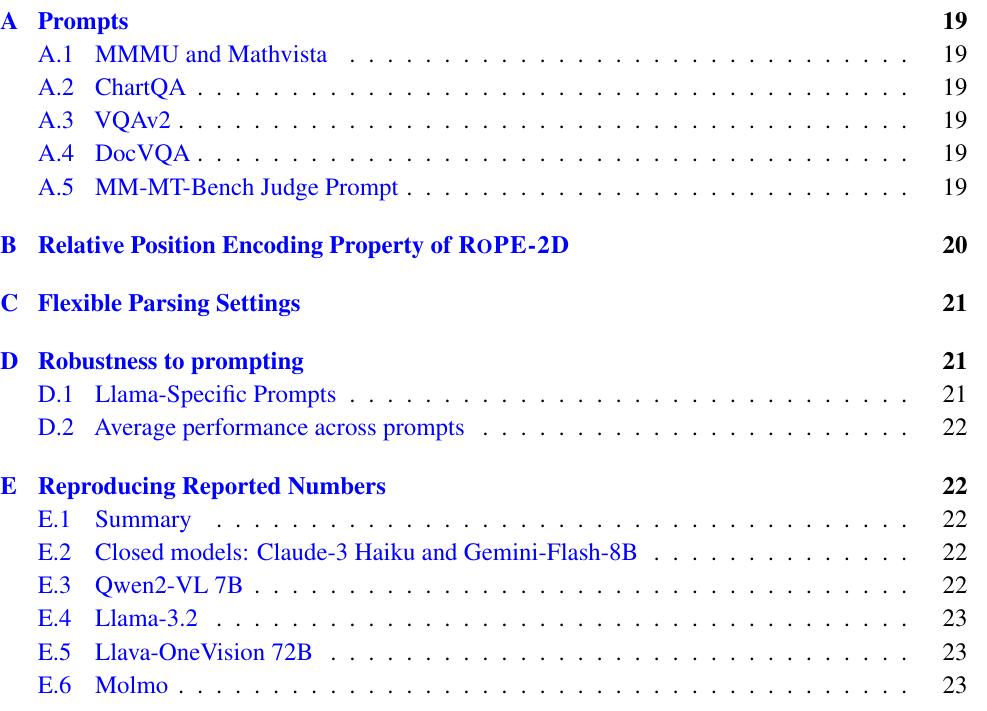 A Prompts 19
A.1 MMMU and Mathvista . . . . . . . . . . . . . . . . . . . . . . . . . . . . . . 19
A.2 ChartQA . . . . . . . . . . . . . . . . . . . . . . . . . . . . . . . . . . . . . . 19
A.3 VQAv2 . . . . . . . . . . . . . . . . . . . . . . . . . . . . . . . . . . . . . . . 19
A.4 DocVQA . . . . . . . . . . . . . . . . . . . . . . . . . . . . . . . . . . . . . . 19
A.5 MM-MT-Bench Judge Prompt . . . . . . . . . . . . . . . . . . . . . . . . . . . 19
B Relative Position Encoding Property of ROPE-2D 20
C Flexible Parsing Settings 21
D Robustness to prompting 21
D.1 Llama-Specific Prompts . . . . . . . . . . . . . . . . . . . . . . . . . . . . . . 21
D.2 Average performance across prompts . . . . . . . . . . . . . . . . . . . . . . . 22
E Reproducing Reported Numbers 22
E.1 Summary . . . . . . . . . . . . . . . . . . . . . . . . . . . . . . . . . . . . . 22
E.2 Closed models: Claude-3 Haiku and Gemini-Flash-8B . . . . . . . . . . . . . . 22
E.3 Qwen2-VL 7B . . . . . . . . . . . . . . . . . . . . . . . . . . . . . . . . . . . 22
E.4 Llama-3.2 . . . . . . . . . . . . . . . . . . . . . . . . . . . . . . . . . . . . . 23
E.5 Llava-OneVision 72B . . . . . . . . . . . . . . . . . . . . . . . . . . . . . . . 23
E.6 Molmo . . . . . . . . . . . . . . . . . . . . . . . . . . . . . . . . . . . . . . . 23